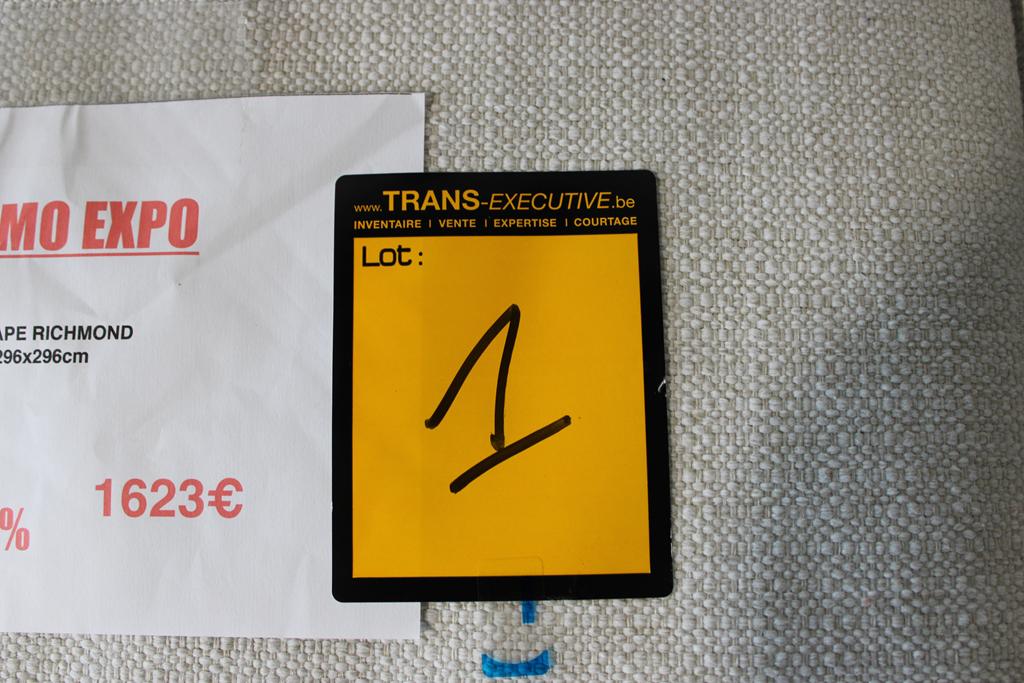 MO EXPO
APE RICHMOND
296x296cm
1623€
%
www.TRANS-EXECUTIVE.be
INVENTAIRE I VENTE I EXPERTISE I COURTAGE
Lot:
1